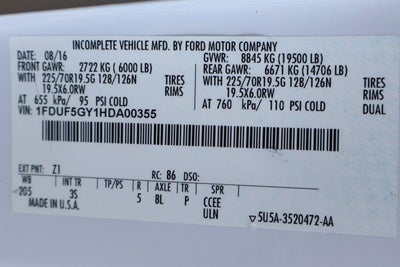 INCOMPLETE VEHICLE MFD. BY FORD MOTOR COMPANY
DATE: 08/16 GVWR: 8845 KG (19500 LB)
FRONT GAWR: 2722 KG ( 6000 LB) REAR GAWR: 6671 KG (14706 LB)
WITH WITH
225/70R19.5G 128/126N TIRES 225/70R19.5G 128/126N TIRES
19.5X6.0RW RIMS 19.5X6.0RW RIMS
AT 655 kPa/ 95 PSI COLD AT 760 kPa/ 110 PSI COLD DUAL
VIN: 1FDUF5GY1HDA00355
EXT PNT: Z1 RC: 86 DSO:
WB INT TR TP/PS R AXLE TR SPR
205 3S 5 8L P CCEE
MADE IN U.S.A. ULN
5U5A-3520472-AA